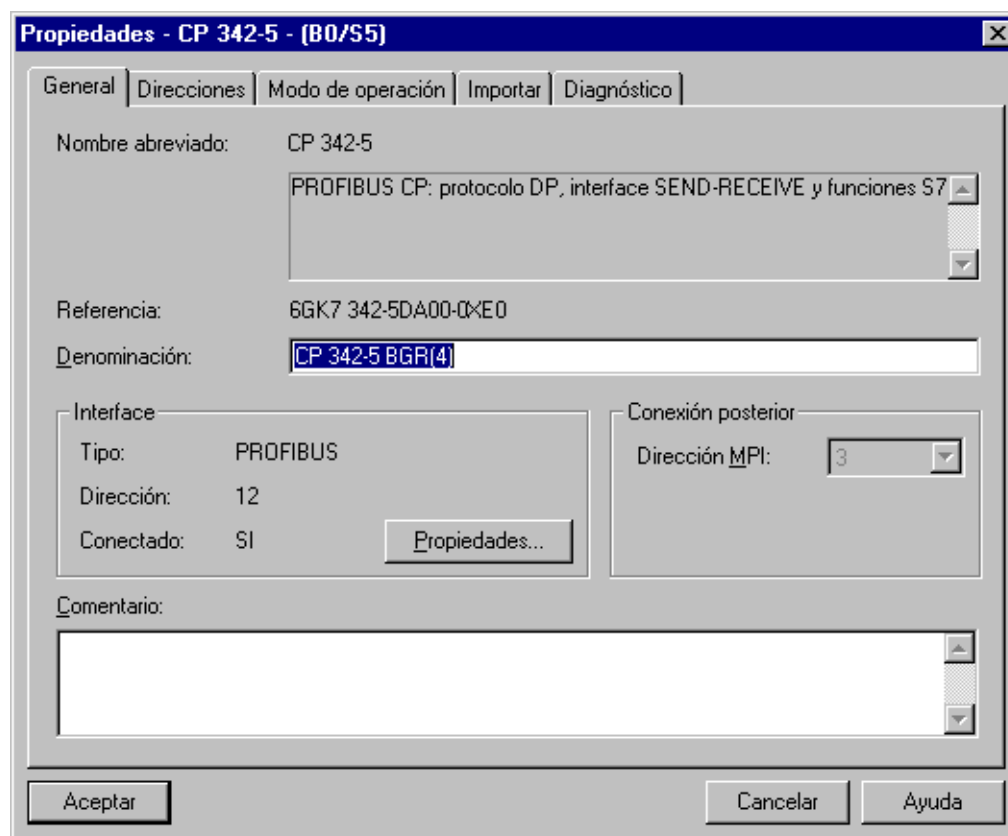 Propiedades - CP 342-5 - (B0/S5)
General Direcciones Modo de operación Importar Diagnóstico
Nombre abreviado: CP 342-5
PROFIBUS CP: protocolo DP, interface SEND-RECEIVE y funciones S7
Referencia: 6GK7 342-5DA00-0XE0
Denominación: CP 342-5 BGR(4)
Interface Conexión posterior
Tipo: PROFIBUS Dirección MPI: 3
Dirección: 12
Conectado: SI Propiedades...
Comentario:
Aceptar Cancelar Ayuda